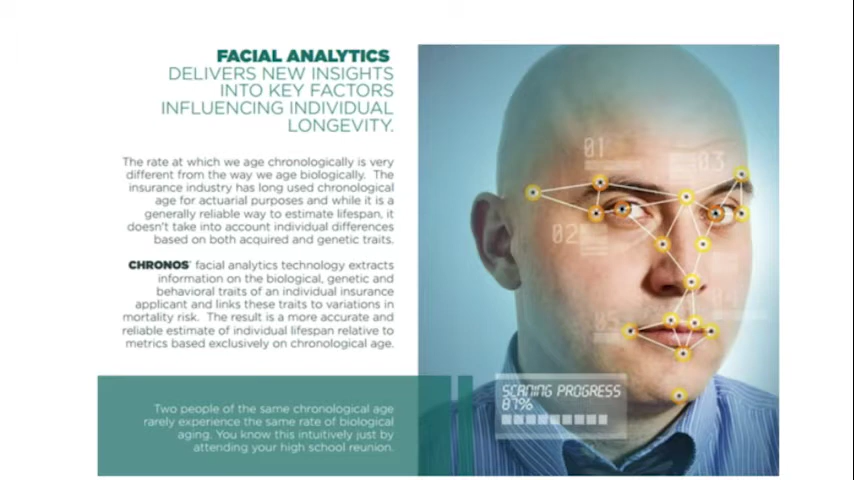 FACIAL ANALYTICS
DELIVERS NEW INSIGHTS
INTO KEY FACTORS
INFLUENCING INDIVIDUAL
LONGEVITY.
The rate at which we age chronologically is very
different from the way we age biologically. The
insurance industry has long used chronological
age for actuarial purposes and while it is a
generally reliable way to estimate lifespan, it
doesn't take into account individual differences
based on both acquired and genetic traits.
CHRONOS' facial analytics technology extracts
information on the biological, genetic and
behavioral traits of an individual insurance
applicant and links these traits to variations in
mortality risk. The result is a more accurate and
reliable estimate of individual lifespan relative to
metrics based exclusively on chronological age.
Two people of the same chronological age
rarely experience the same rate of biological
aging. You know this intuitively just by
attending your high school reunion.
01
03
02
04
05
SCANING PROGRESS
87%